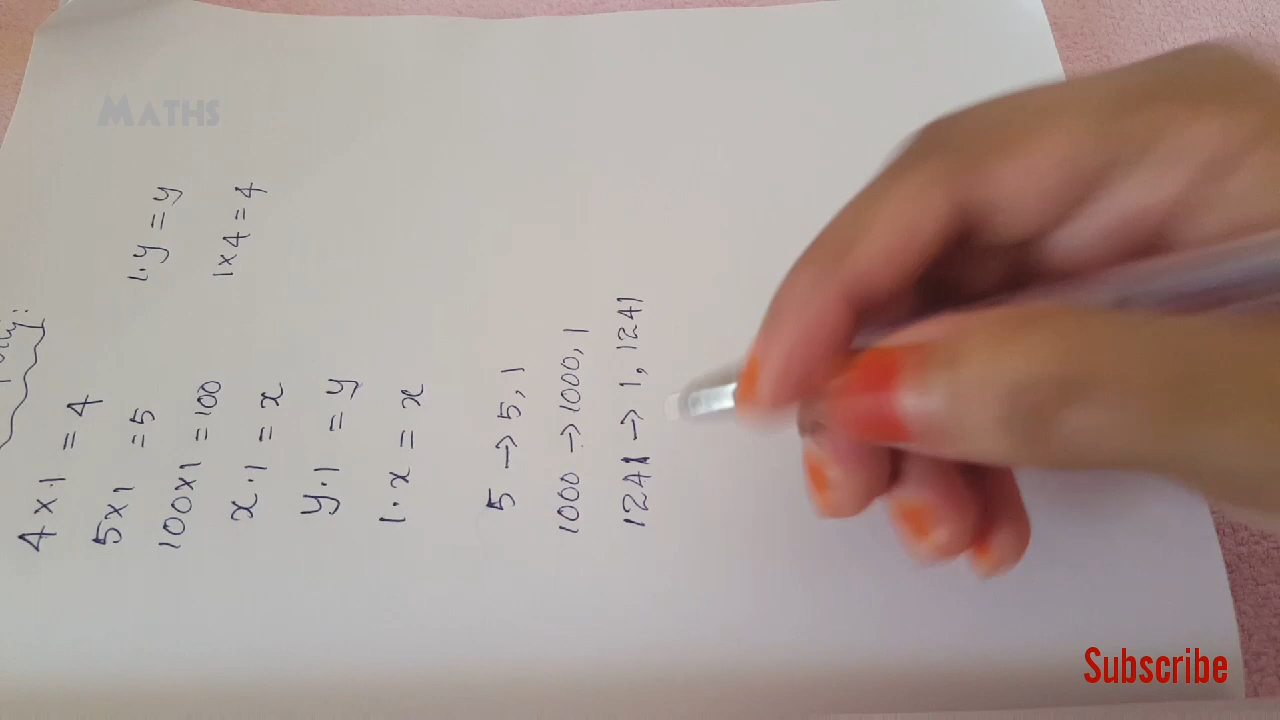 MATHS
4 x 1 = 4
5 x 1 = 5
100 x 1 = 100
x · 1 = x
y · 1 = y
1 · x = x
1 · y = y
1 x 4 = 4
5 → 5, 1
1000 → 1000, 1
1241 → 1, 1241
Subscribe